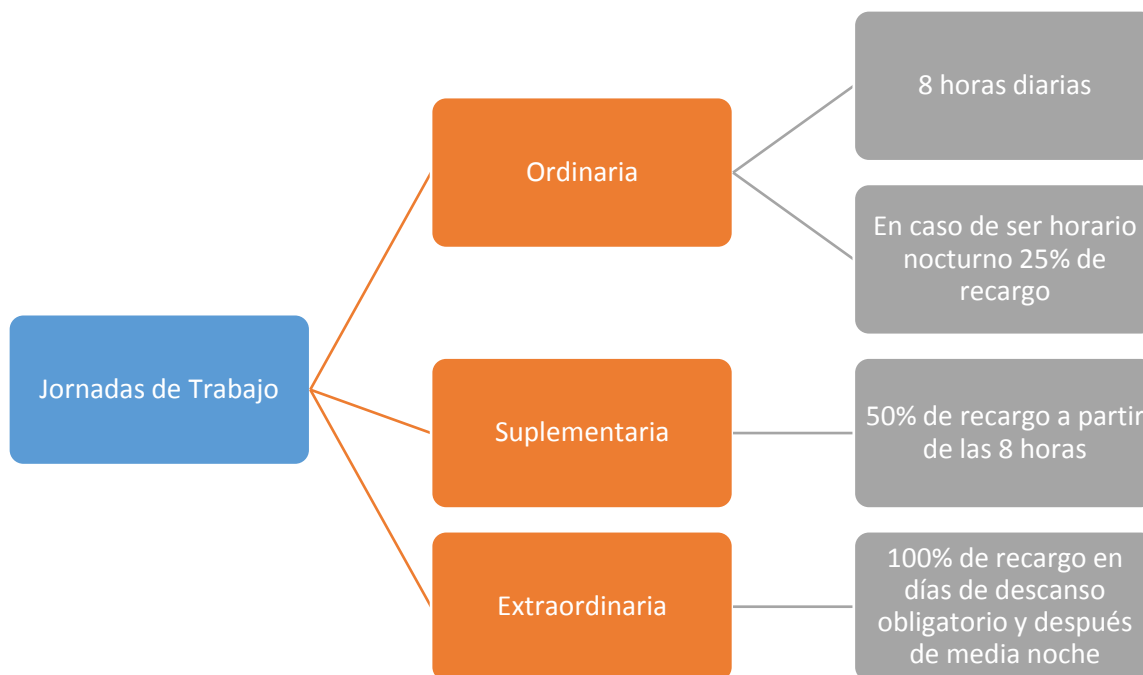 Jornadas de Trabajo
Ordinaria
8 horas diarias
En caso de ser horario
nocturno 25% de
recargo
Suplementaria
50% de recargo a partir
de las 8 horas
Extraordinaria
100% de recargo en
días de descanso
obligatorio y después
de media noche